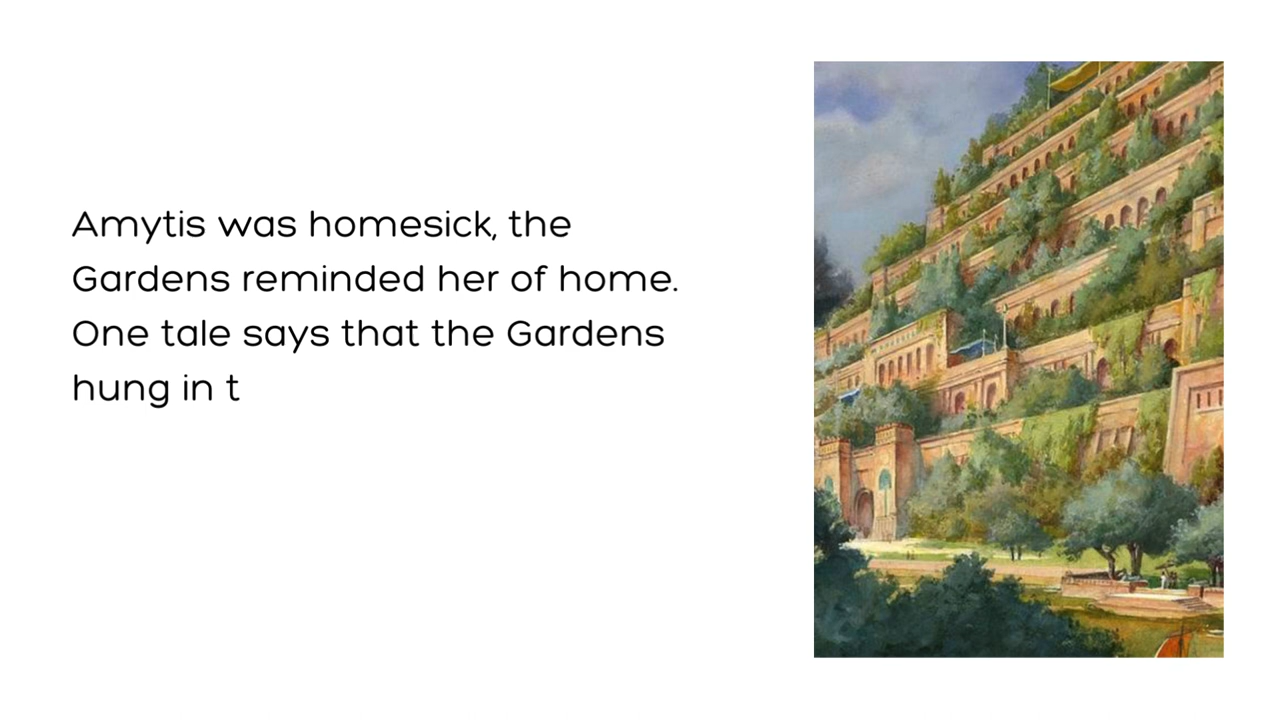 Amytis was homesick, the
Gardens reminded her of home.
One tale says that the Gardens
hung in t